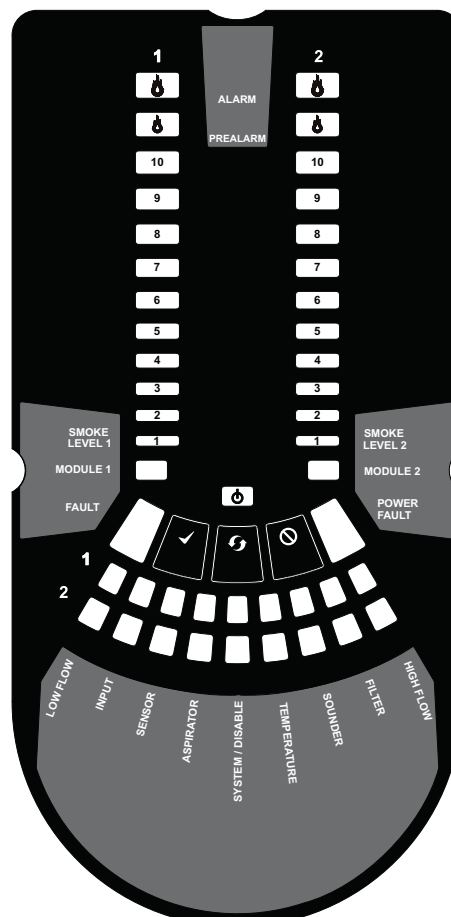 1 2
ALARM
PREALARM
10 10
9 9
8 8
7 7
6 6
5 5
4 4
3 3
2 2
1 1
SMOKE
LEVEL 1
SMOKE
LEVEL 2
MODULE 1
MODULE 2
FAULT
POWER
FAULT
1
2
LOW FLOW
INPUT
SENSOR
ASPIRATOR
SYSTEM / DISABLE
TEMPERATURE
SOUNDER
FILTER
HIGH FLOW